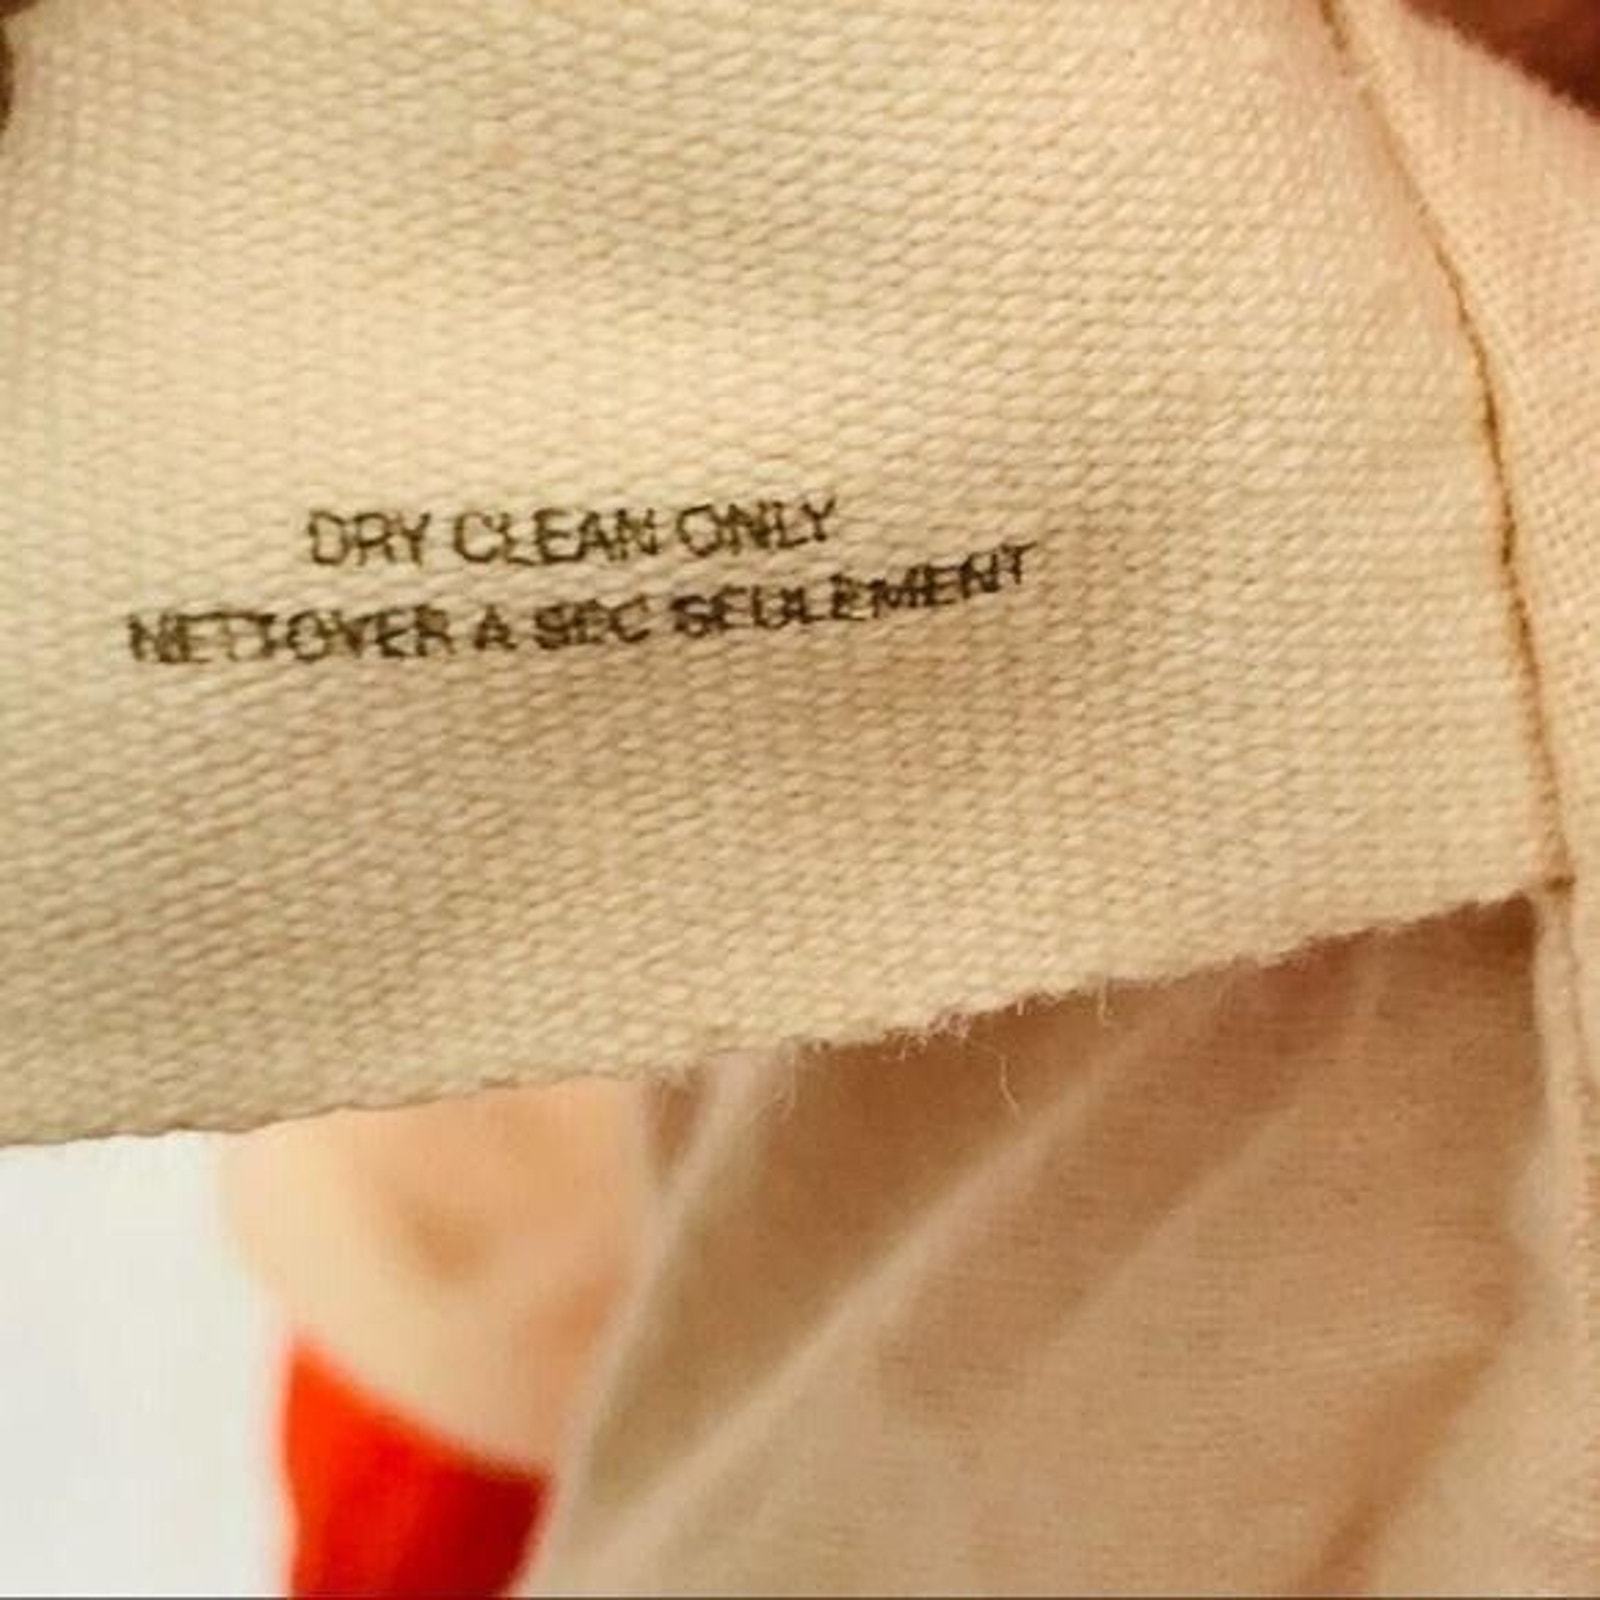 DRY CLEAN ONLY
NETTOYER A SEC SEULEMENT